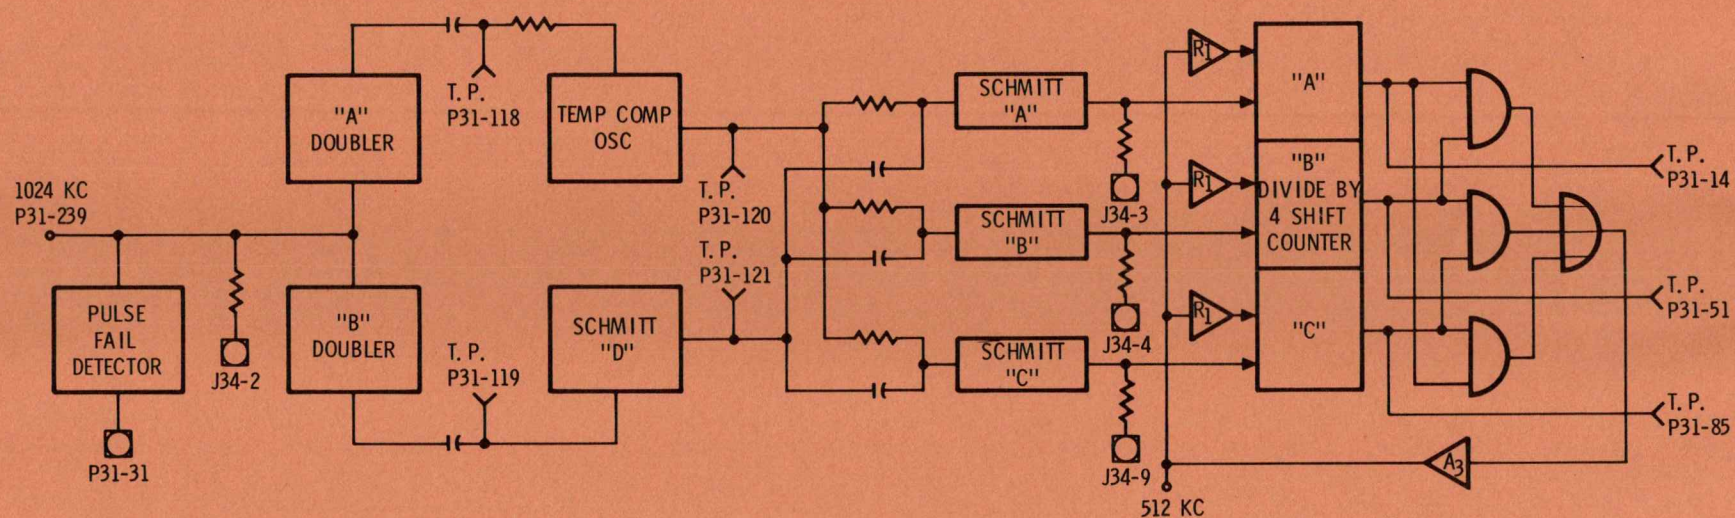 1024 KC
P31-239
PULSE
FAIL
DETECTOR
P31-31
J34-2
"A"
DOUBLER
"B"
DOUBLER
T. P.
P31-118
T. P.
P31-119
TEMP COMP
OSC
SCHMITT
"D"
T. P.
P31-120
T. P.
P31-121
SCHMITT
"A"
SCHMITT
"B"
SCHMITT
"C"
J34-3
J34-4
J34-9
R1
R1
R1
512 KC
"A"
"B"
DIVIDE BY
4 SHIFT
COUNTER
"C"
A3
T. P.
P31-14
T. P.
P31-51
T. P.
P31-85